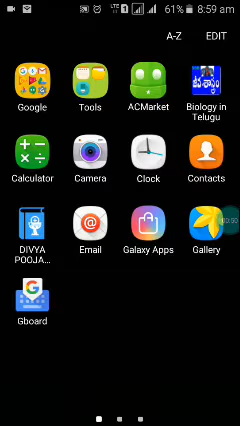 LTE 61% 8:59 am
A-Z EDIT
Google Tools ACMarket Biology in Telugu
Calculator Camera Clock Contacts
DIVYA POOJA... Email Galaxy Apps Gallery
Gboard